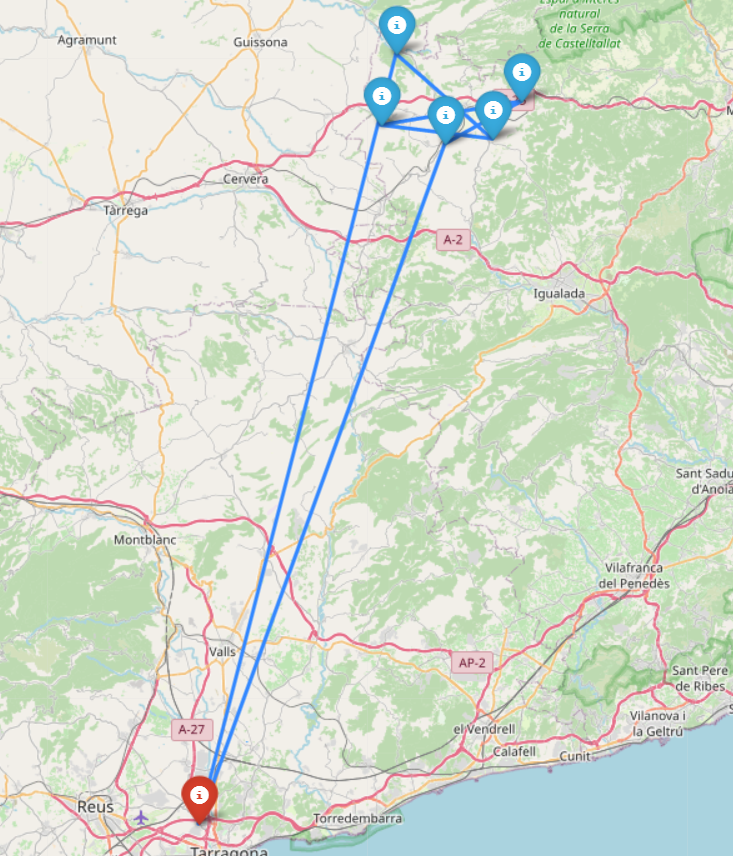 Espai d'interès
natural
de la Serra
de Castelltallat
Agramunt
Guissona
Cervera
Tàrrega
A-2
Igualada
Sant Sadu
d'Anoia
Montblanc
Vilafranca
del Penedès
Valls
AP-2
Sant Pere
de Ribes
A-27
Vilanova i
la Geltrú
el Vendrell
Calafell
Cunit
Reus
Torredembarra
Tarragona